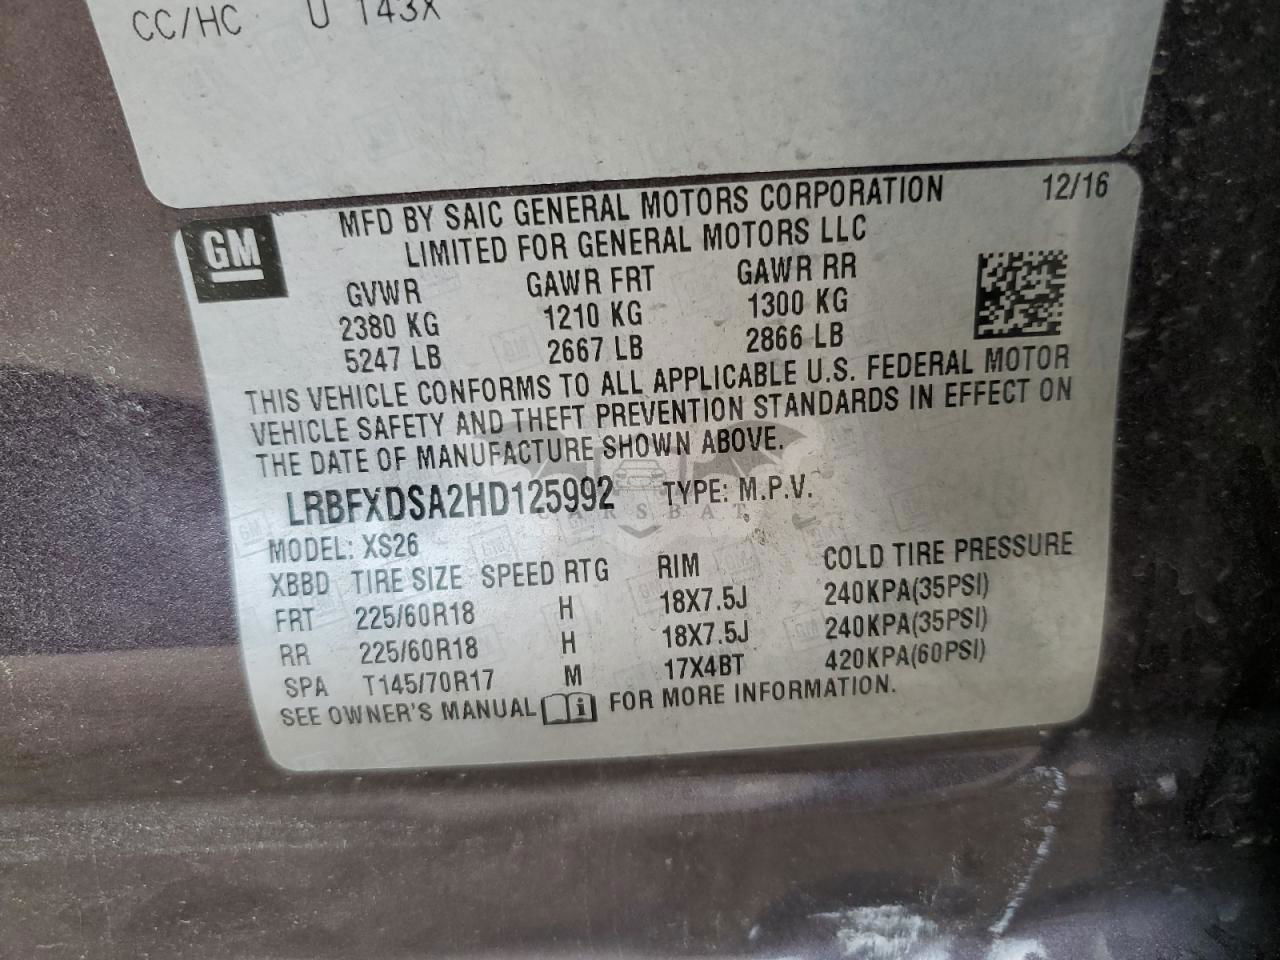 CC/HC U 143X
GM
MFD BY SAIC GENERAL MOTORS CORPORATION 12/16
LIMITED FOR GENERAL MOTORS LLC
GVWR GAWR FRT GAWR RR
2380 KG 1210 KG 1300 KG
5247 LB 2667 LB 2866 LB
THIS VEHICLE CONFORMS TO ALL APPLICABLE U.S. FEDERAL MOTOR
VEHICLE SAFETY AND THEFT PREVENTION STANDARDS IN EFFECT ON
THE DATE OF MANUFACTURE SHOWN ABOVE.
LRBFXDSA2HD125992 TYPE: M.P.V.
CARSBAT
MODEL: XS26
XBBD TIRE SIZE SPEED RTG RIM COLD TIRE PRESSURE
FRT 225/60R18 H 18X7.5J 240KPA(35PSI)
RR 225/60R18 H 18X7.5J 240KPA(35PSI)
SPA T145/70R17 M 17X4BT 420KPA(60PSI)
SEE OWNER'S MANUAL i FOR MORE INFORMATION.